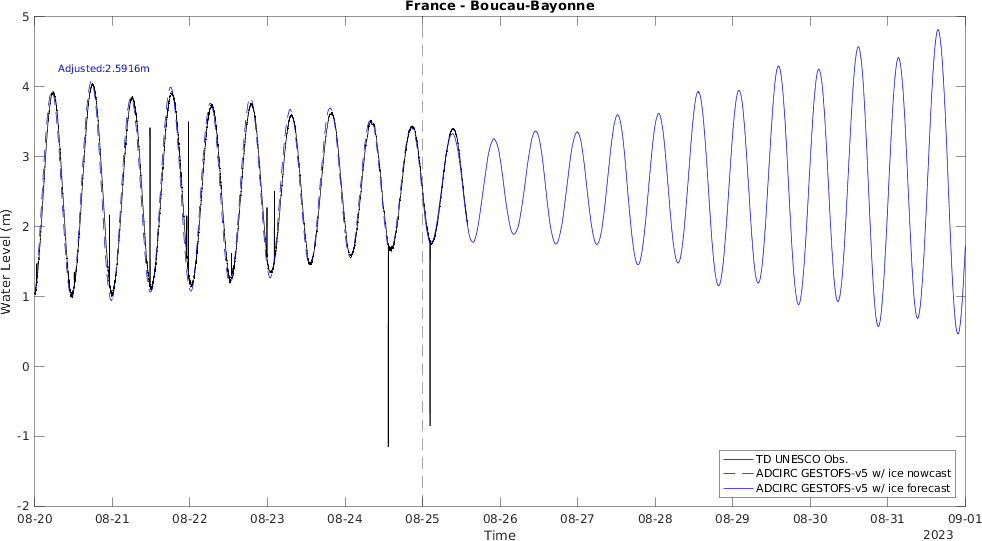 France - Boucau-Bayonne
Adjusted:2.5916m
Water Level (m)
5
4
3
2
1
0
-1
-2
08-20 08-21 08-22 08-23 08-24 08-25 08-26 08-27 08-28 08-29 08-30 08-31 09-01
Time
2023
TD UNESCO Obs.
ADCIRC GESTOFS-v5 w/ ice nowcast
ADCIRC GESTOFS-v5 w/ ice forecast